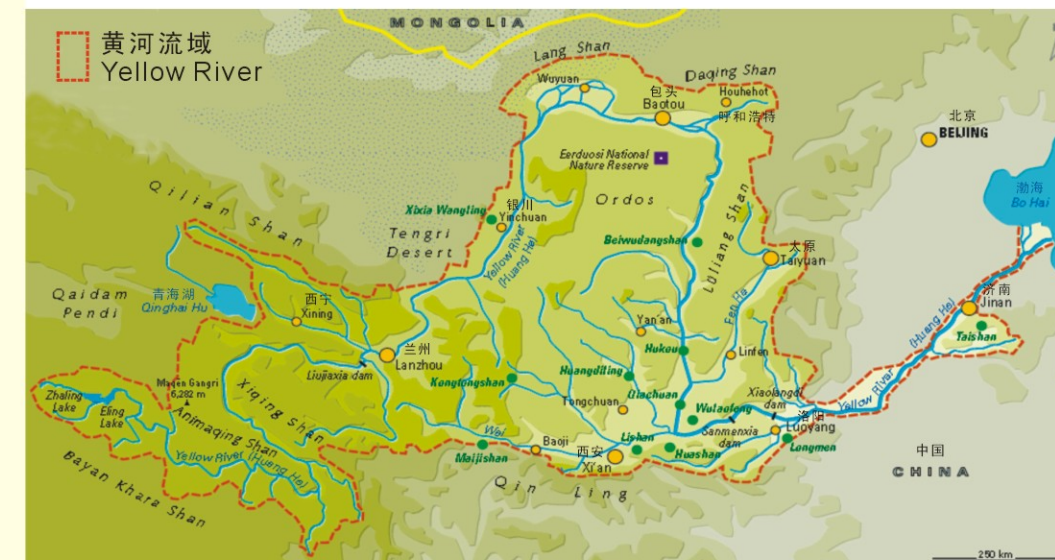 MONGOLIA
黄河流域
Yellow River
Lang Shan
Daqing Shan
Wuyuan
包头
Baotou
Houhehot
呼和浩特
北京
BEIJING
Eerduosi National
Nature Reserve
渤海
Bo Hai
Qilian Shan
Ordos
银川
Yinchuan
Xixia Wangling
Tengri
Desert
Yellow River
(Huang He)
Beiwudangshan
Luliang Shan
太原
Taiyuan
Qaidam
Pendi
青海湖
Qinghai Hu
西宁
Xining
济南
Jinan
Fen He
Yan'an
(Huang He)
Taishan
兰州
Lanzhou
Liujiaxia dam
Hukou
Linfen
Maqen Gangri
6,282 m
Xiqing Shan
Kongtongshan
Huangdiling
Qiachuan
Xiaolangdi
dam
Yellow River
Zhaling
Lake
Eling
Lake
Animaqing Shan
Tongchuan
Wulaofeng
洛阳
Luoyang
Sanmenxia
dam
Wei
Maijishan
Baoji
西安
Xi'an
Lishan
Huashan
Longmen
Yellow River (Huang He)
Bayan Khara Shan
Qin Ling
中国
CHINA
250 km